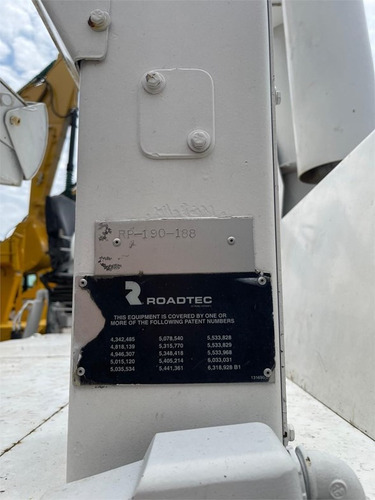 RP-190-188
ROADTEC
THIS EQUIPMENT IS COVERED BY ONE OR
MORE OF THE FOLLOWING PATENT NUMBERS
4,342,485 5,078,540 5,533,828
4,818,139 5,315,770 5,533,829
4,946,307 5,348,418 5,533,968
5,015,120 5,405,214 6,033,031
5,035,534 5,441,361 6,318,928 B1